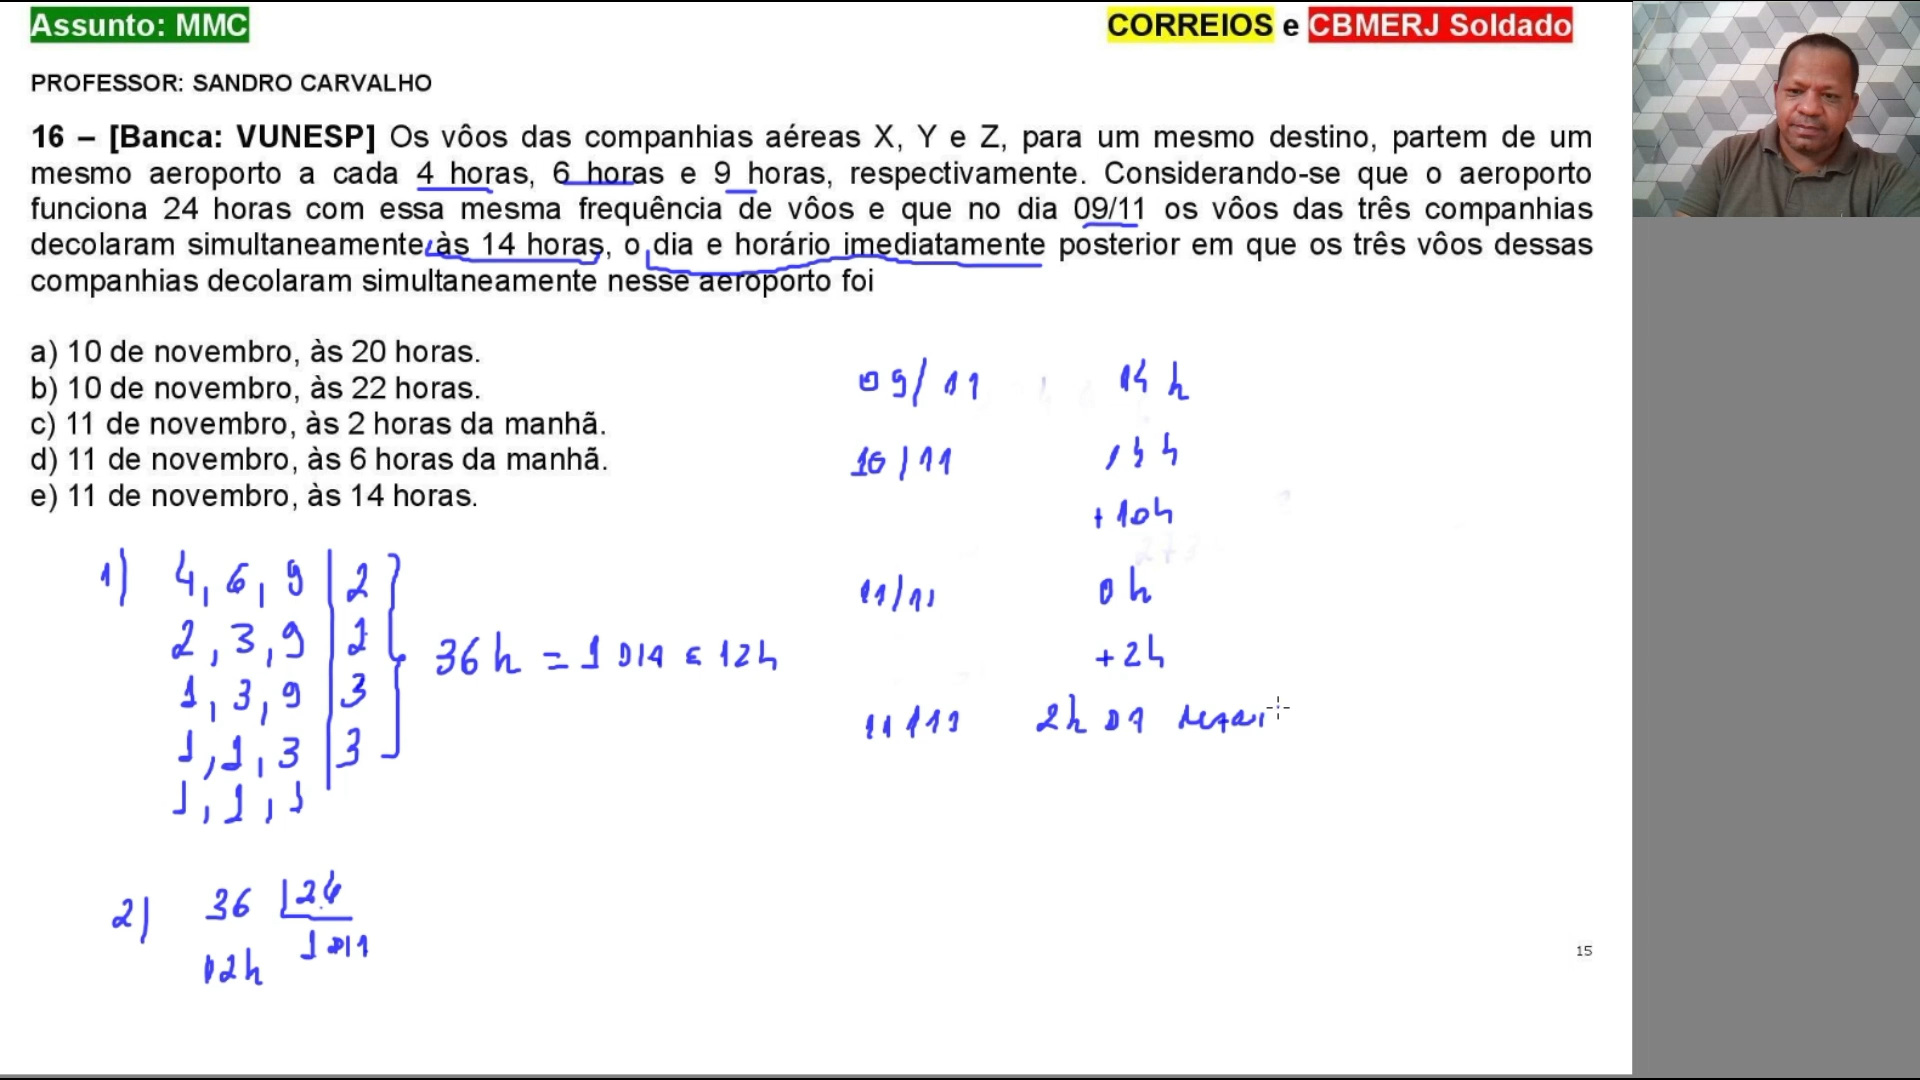 Assunto: MMC
CORREIOS e CBMERJ Soldado
PROFESSOR: SANDRO CARVALHO
16 – [Banca: VUNESP] Os vôos das companhias aéreas X, Y e Z, para um mesmo destino, partem de um
mesmo aeroporto a cada 4 horas, 6 horas e 9 horas, respectivamente. Considerando-se que o aeroporto
funciona 24 horas com essa mesma frequência de vôos e que no dia 09/11 os vôos das três companhias
decolaram simultaneamente às 14 horas, o dia e horário imediatamente posterior em que os três vôos dessas
companhias decolaram simultaneamente nesse aeroporto foi
a) 10 de novembro, às 20 horas.
b) 10 de novembro, às 22 horas.
c) 11 de novembro, às 2 horas da manhã.
d) 11 de novembro, às 6 horas da manhã.
e) 11 de novembro, às 14 horas.
09/11 14 h
10/11 14h
+10h
11/11 0h
+2h
11/11 2h DA
1) 4, 6, 9 | 2
2, 3, 9 | 2
1, 3, 9 | 3
1, 1, 3 | 3
1, 1, 1
36h = 1 DIA E 12h
2) 36 24
12h 1 DIA
15